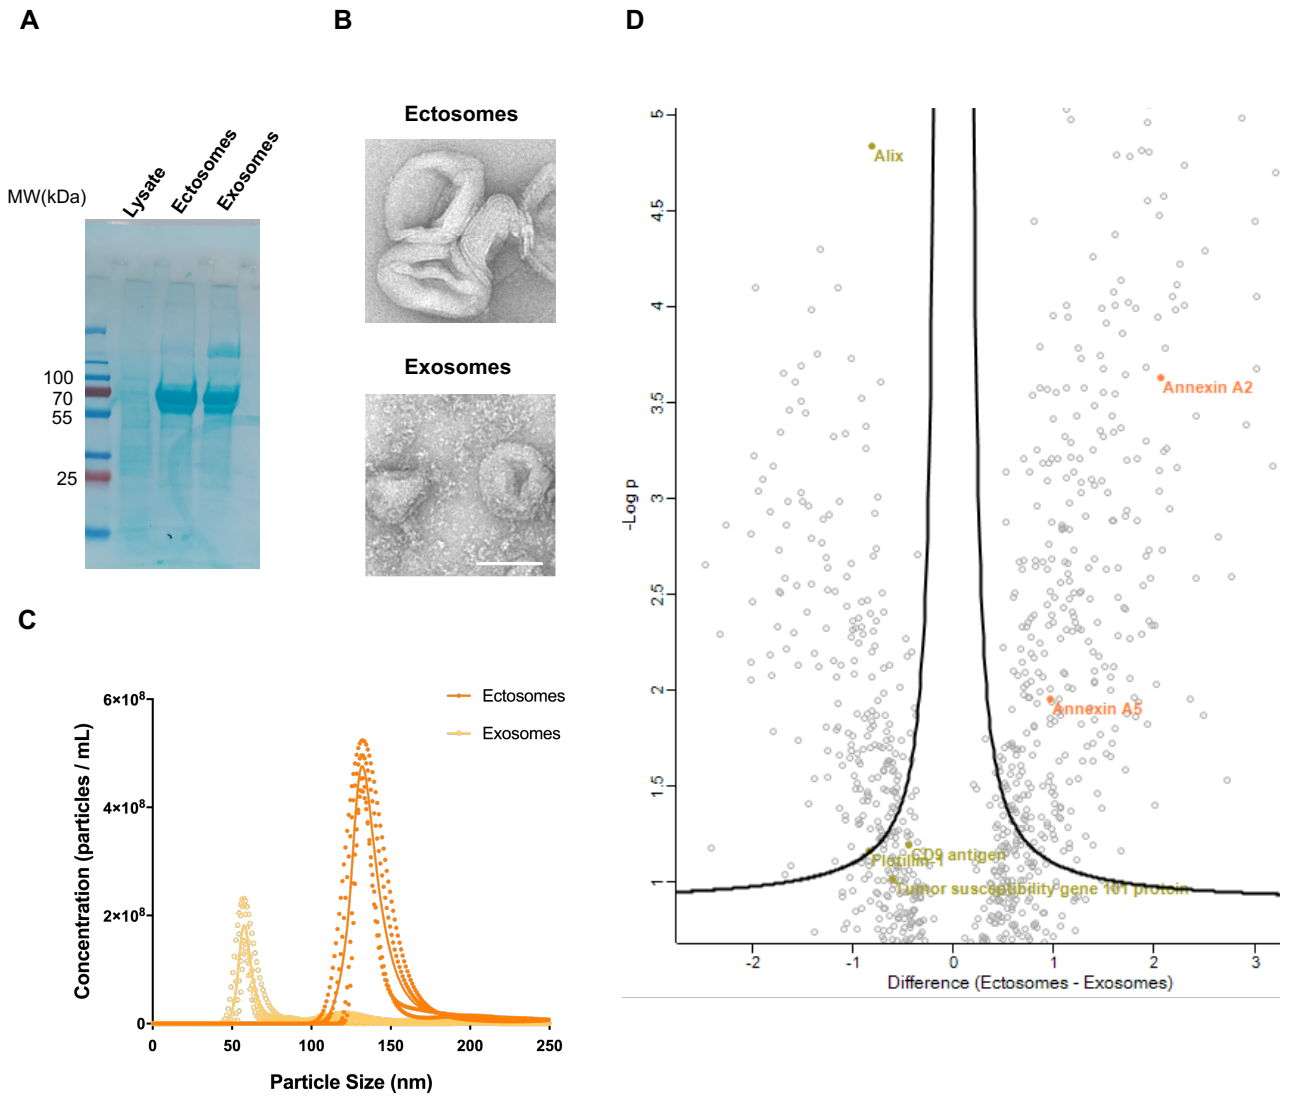 A
B
D
MW(kDa)
Lysate
Ectosomes
Exosomes
100
70
55
25
Ectosomes
Exosomes
C
6×10⁸
4×10⁸
2×10⁸
0
0
50
100
150
200
250
Concentration (particles / mL)
Particle Size (nm)
Ectosomes
Exosomes
5
4.5
4
3.5
3
2.5
2
1.5
1
-Log p
Alix
Annexin A2
Annexin A5
CD9 antigen
Flotillin-1
Tumor susceptibility gene 101 protein
-2
-1
0
1
2
3
Difference (Ectosomes - Exosomes)